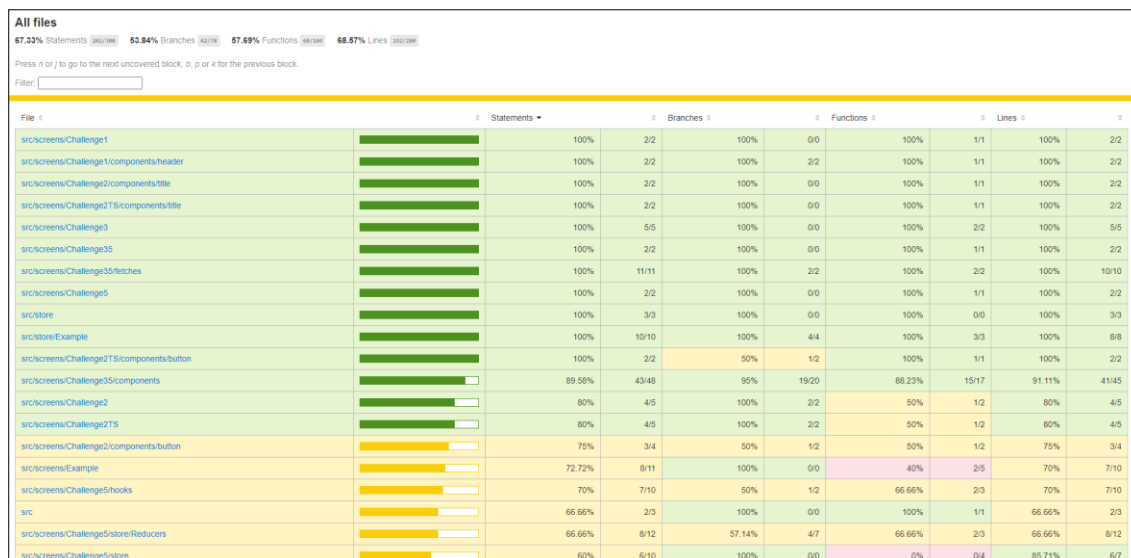 All files
67.33% Statements 202/300 53.84% Branches 42/78 57.69% Functions 60/104 68.57% Lines 192/280
Press n or j to go to the next uncovered block, b, p or k for the previous block.
Filter:
File Statements Branches Functions Lines
src/screens/Challenge1 100% 2/2 100% 0/0 100% 1/1 100% 2/2
src/screens/Challenge1/components/header 100% 2/2 100% 2/2 100% 1/1 100% 2/2
src/screens/Challenge2/components/title 100% 2/2 100% 0/0 100% 1/1 100% 2/2
src/screens/Challenge2TS/components/title 100% 2/2 100% 0/0 100% 1/1 100% 2/2
src/screens/Challenge3 100% 5/5 100% 0/0 100% 2/2 100% 5/5
src/screens/Challenge35 100% 2/2 100% 0/0 100% 1/1 100% 2/2
src/screens/Challenge35/fetches 100% 11/11 100% 2/2 100% 2/2 100% 10/10
src/screens/Challenge5 100% 2/2 100% 0/0 100% 1/1 100% 2/2
src/store 100% 3/3 100% 0/0 100% 0/0 100% 3/3
src/store/Example 100% 10/10 100% 4/4 100% 3/3 100% 8/8
src/screens/Challenge2TS/components/button 100% 2/2 50% 1/2 100% 1/1 100% 2/2
src/screens/Challenge35/components 89.58% 43/48 95% 19/20 88.23% 15/17 91.11% 41/45
src/screens/Challenge2 80% 4/5 100% 2/2 50% 1/2 80% 4/5
src/screens/Challenge2TS 80% 4/5 100% 2/2 50% 1/2 80% 4/5
src/screens/Challenge2/components/button 75% 3/4 50% 1/2 50% 1/2 75% 3/4
src/screens/Example 72.72% 8/11 100% 0/0 40% 2/5 70% 7/10
src/screens/Challenge5/hooks 70% 7/10 50% 1/2 66.66% 2/3 70% 7/10
src 66.66% 2/3 100% 0/0 100% 1/1 66.66% 2/3
src/screens/Challenge5/store/Reducers 66.66% 8/12 57.14% 4/7 66.66% 2/3 66.66% 8/12
src/screens/Challenge5/store 60% 6/10 100% 0/0 0% 0/4 85.71% 6/7